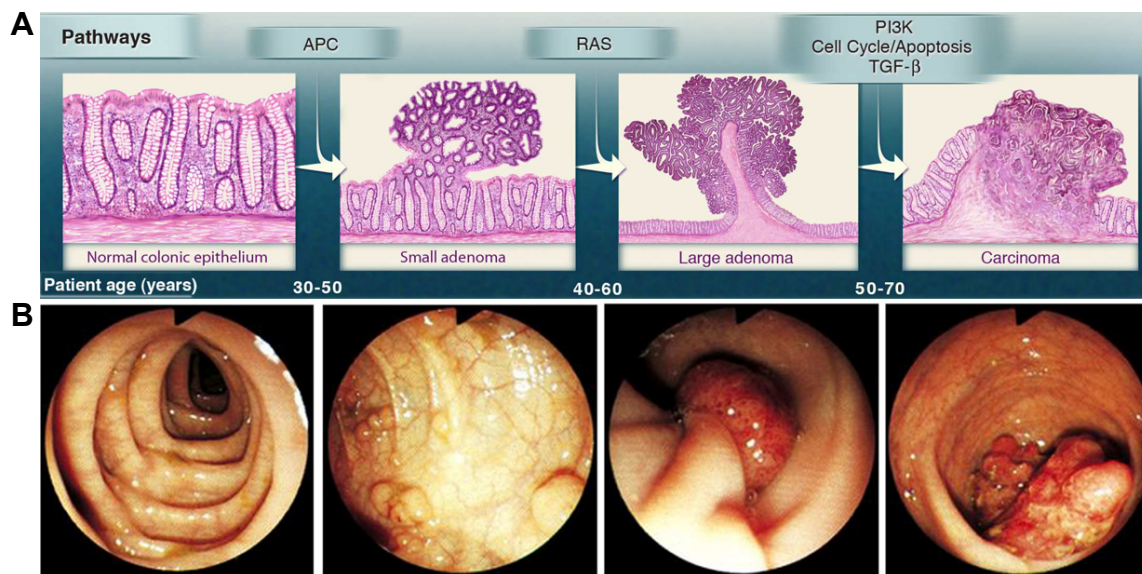 A
Pathways
APC
RAS
PI3K
Cell Cycle/Apoptosis
TGF-β
Normal colonic epithelium
Small adenoma
Large adenoma
Carcinoma
Patient age (years)
30-50
40-60
50-70
B